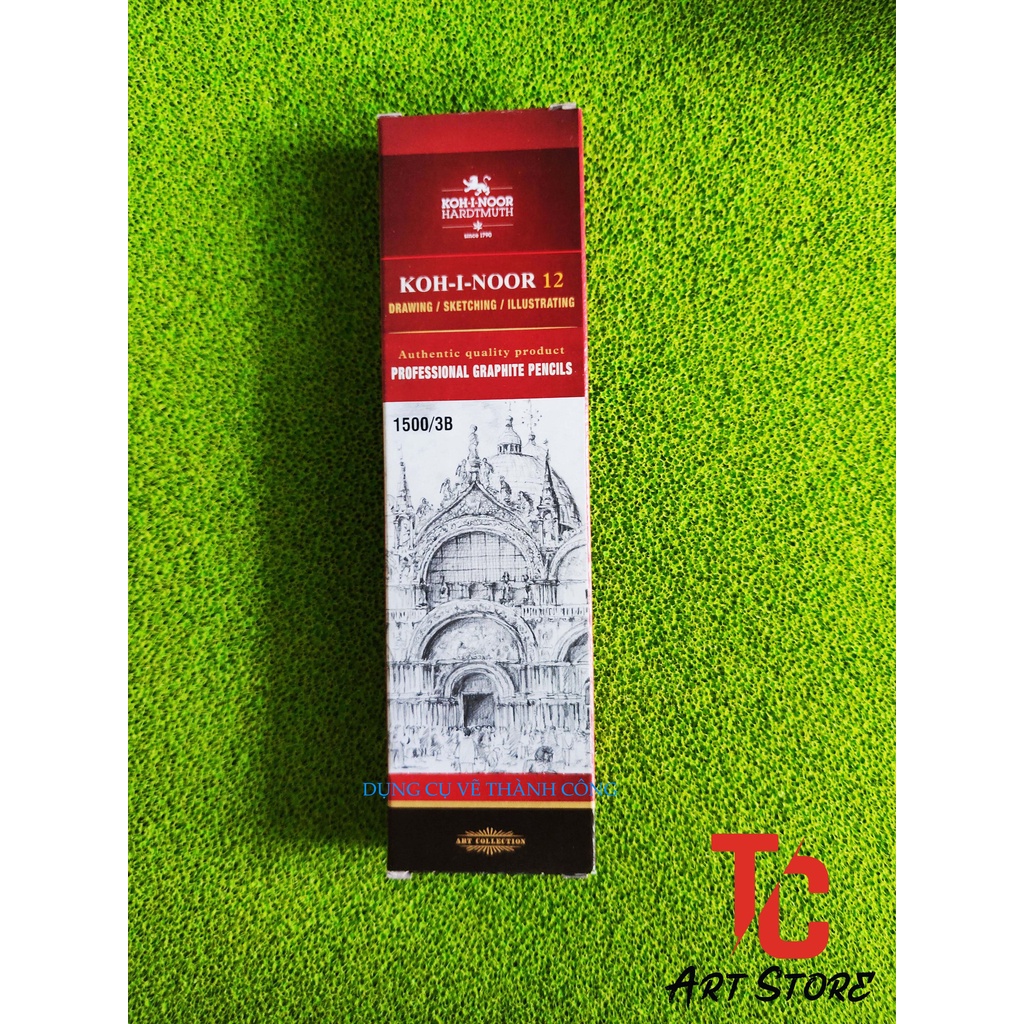 KOH-I-NOOR
HARDTMUTH
since 1790
KOH-I-NOOR 12
DRAWING / SKETCHING / ILLUSTRATING
Authentic quality product
PROFESSIONAL GRAPHITE PENCILS
1500/3B
DỤNG CỤ VẼ THÀNH CÔNG
ART COLLECTION
TC
ART STORE